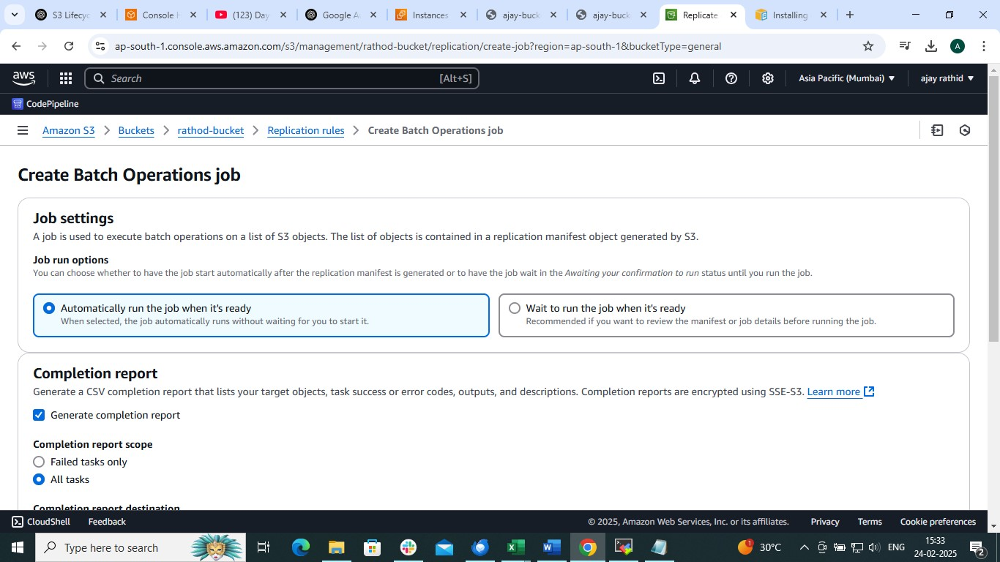 S3 Lifecyc
Console H
(123) Day
Google A
Instances
ajay-buck
ajay-buck
Replicate
Installing
ap-south-1.console.aws.amazon.com/s3/management/rathod-bucket/replication/create-job?region=ap-south-1&bucketType=general
A
aws
Search
[Alt+S]
Asia Pacific (Mumbai)
ajay rathid
CodePipeline
Amazon S3 > Buckets > rathod-bucket > Replication rules > Create Batch Operations job
Create Batch Operations job
Job settings
A job is used to execute batch operations on a list of S3 objects. The list of objects is contained in a replication manifest object generated by S3.
Job run options
You can choose whether to have the job start automatically after the replication manifest is generated or to have the job wait in the Awaiting your confirmation to run status until you run the job.
Automatically run the job when it's ready
When selected, the job automatically runs without waiting for you to start it.
Wait to run the job when it's ready
Recommended if you want to review the manifest or job details before running the job.
Completion report
Generate a CSV completion report that lists your target objects, task success or error codes, outputs, and descriptions. Completion reports are encrypted using SSE-S3. Learn more
Generate completion report
Completion report scope
Failed tasks only
All tasks
Completion report destination
CloudShell
Feedback
© 2025, Amazon Web Services, Inc. or its affiliates.
Privacy
Terms
Cookie preferences
Type here to search
1
30°C
ENG
15:33
24-02-2025
2